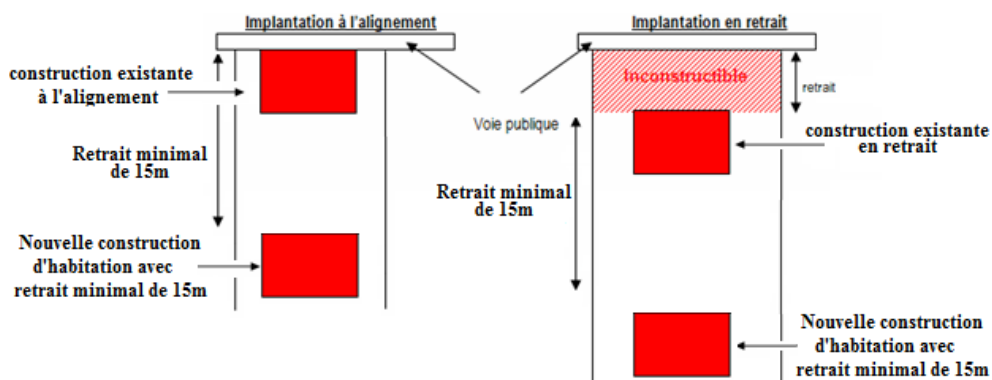 Implantation à l'alignement
construction existante
à l'alignement
Retrait minimal
de 15m
Nouvelle construction
d'habitation avec
retrait minimal de 15m
Voie publique
Implantation en retrait
Inconstructible
retrait
construction existante
en retrait
Retrait minimal
de 15m
Nouvelle construction
d'habitation avec
retrait minimal de 15m